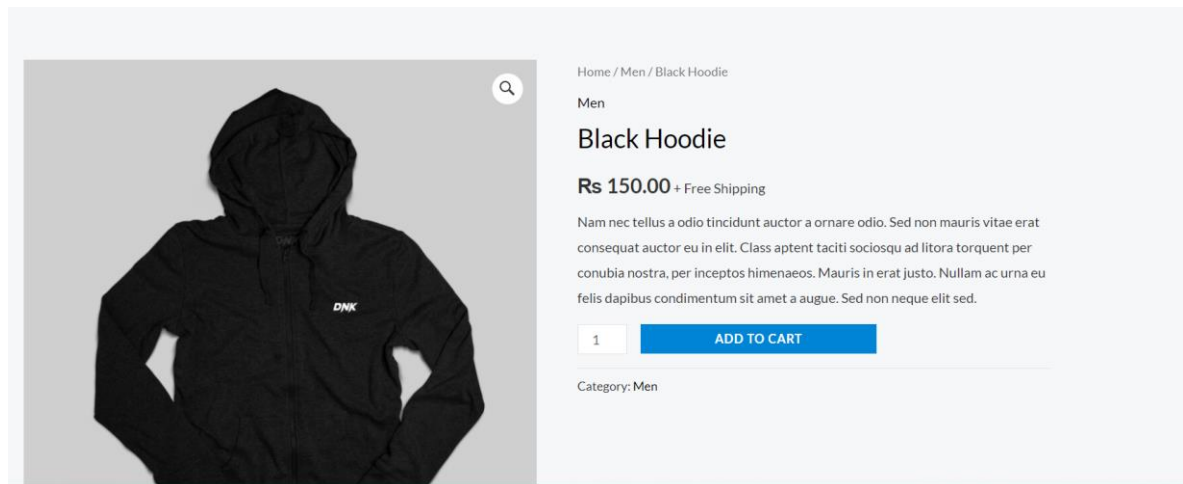 Home / Men / Black Hoodie
Men
Black Hoodie
Rs 150.00 + Free Shipping
Nam nec tellus a odio tincidunt auctor a ornare odio. Sed non mauris vitae erat
consequat auctor eu in elit. Class aptent taciti sociosqu ad litora torquent per
conubia nostra, per inceptos himenaeos. Mauris in erat justo. Nullam ac urna eu
felis dapibus condimentum sit amet a augue. Sed non neque elit sed.
1 ADD TO CART
Category: Men
DNK